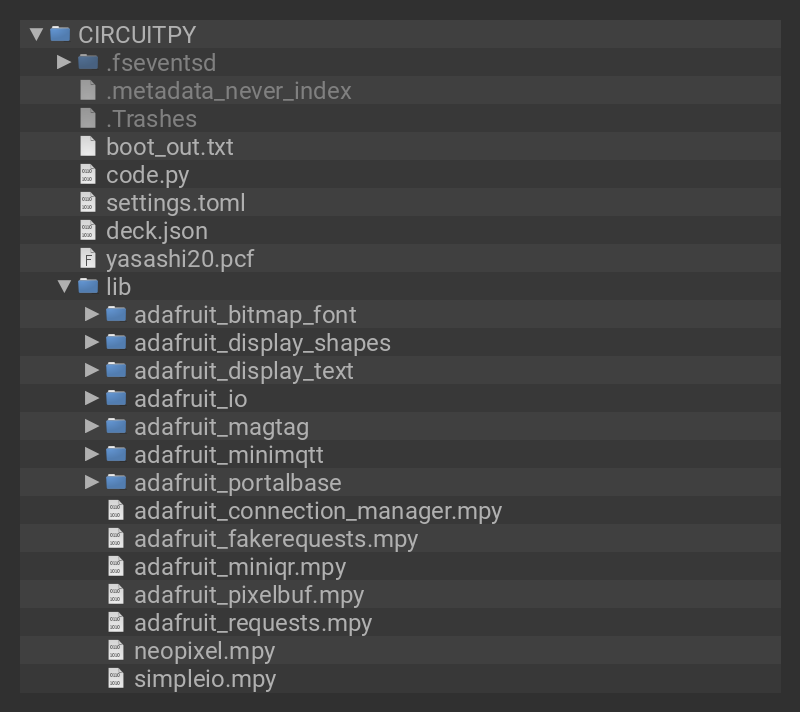 CIRCUITPY
.fseventsd
.metadata_never_index
.Trashes
boot_out.txt
code.py
settings.toml
deck.json
yasashi20.pcf
lib
adafruit_bitmap_font
adafruit_display_shapes
adafruit_display_text
adafruit_io
adafruit_magtag
adafruit_minimqtt
adafruit_portalbase
adafruit_connection_manager.mpy
adafruit_fakerequests.mpy
adafruit_miniqr.mpy
adafruit_pixelbuf.mpy
adafruit_requests.mpy
neopixel.mpy
simpleio.mpy